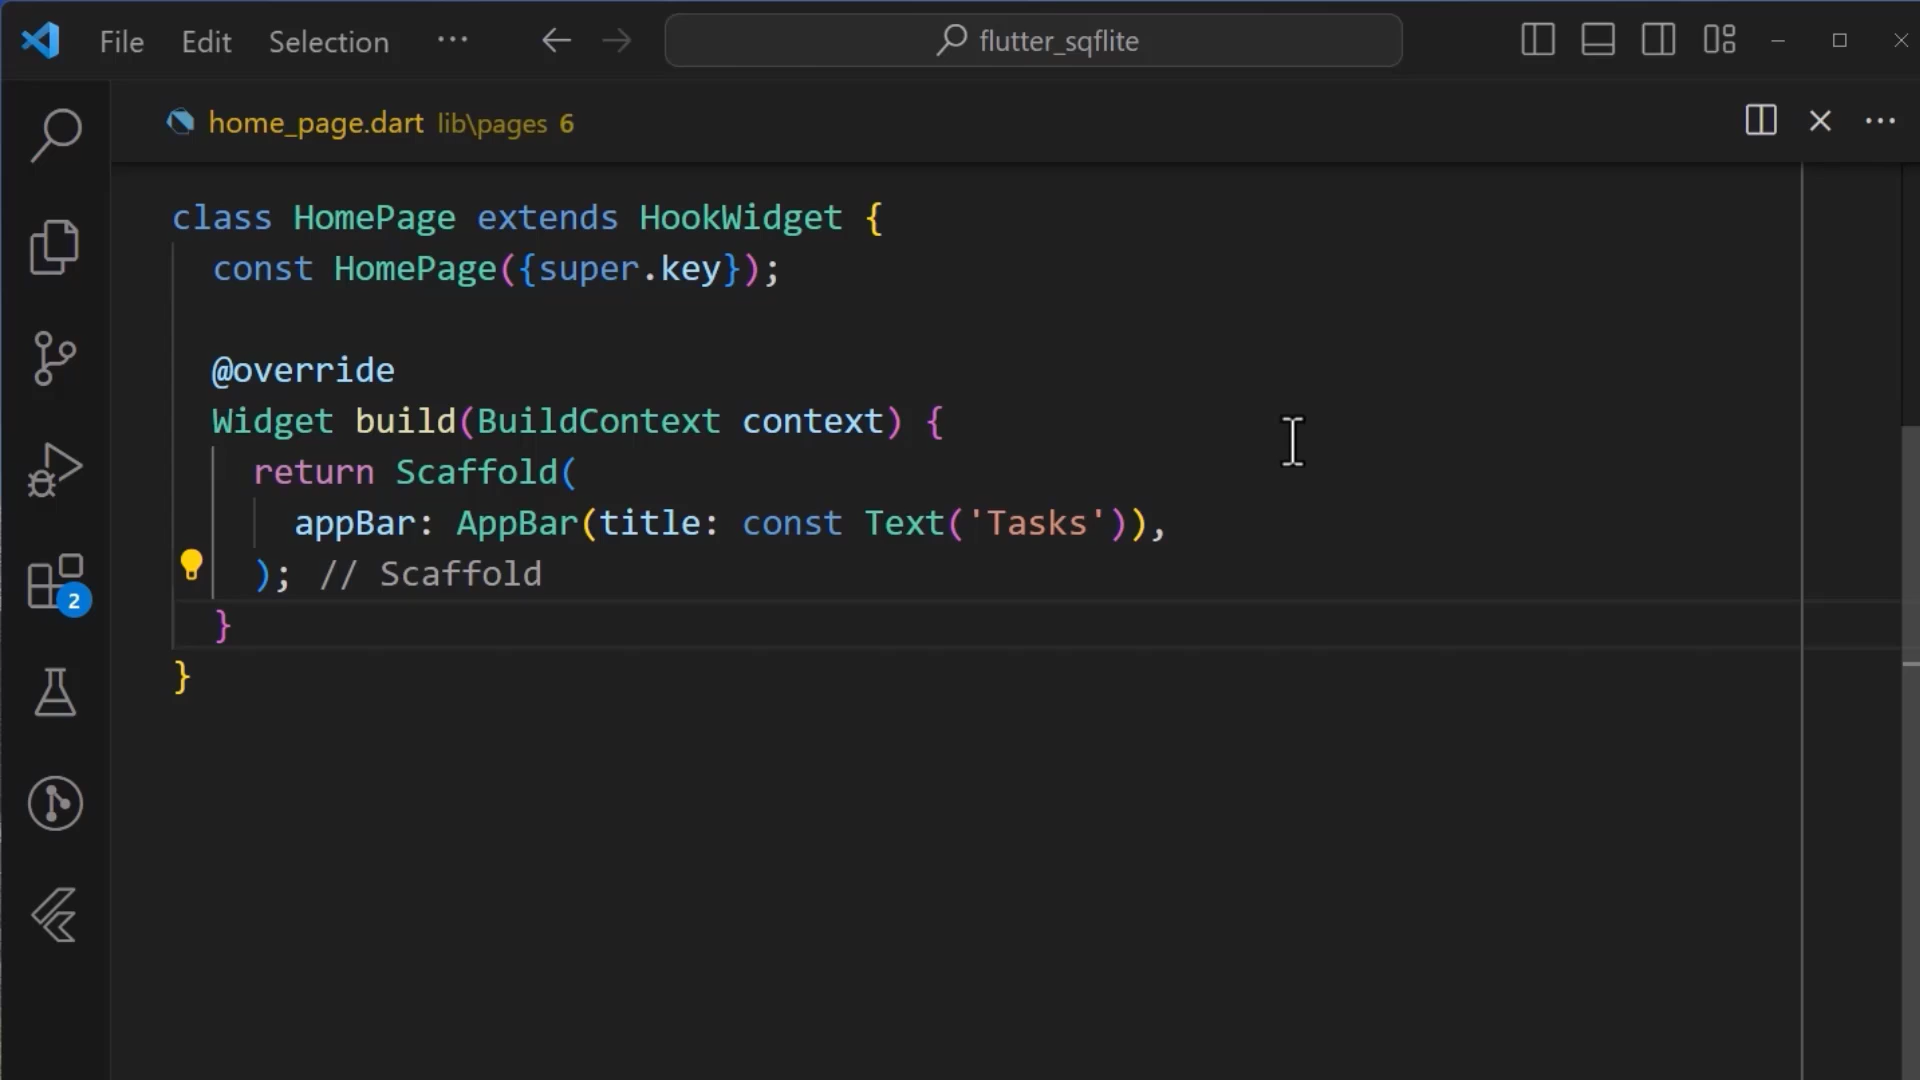 File Edit Selection ··· flutter_sqflite
home_page.dart lib\pages 6
class HomePage extends HookWidget {
const HomePage({super.key});
@override
Widget build(BuildContext context) {
return Scaffold(
appBar: AppBar(title: const Text('Tasks')),
); // Scaffold
}
}
2